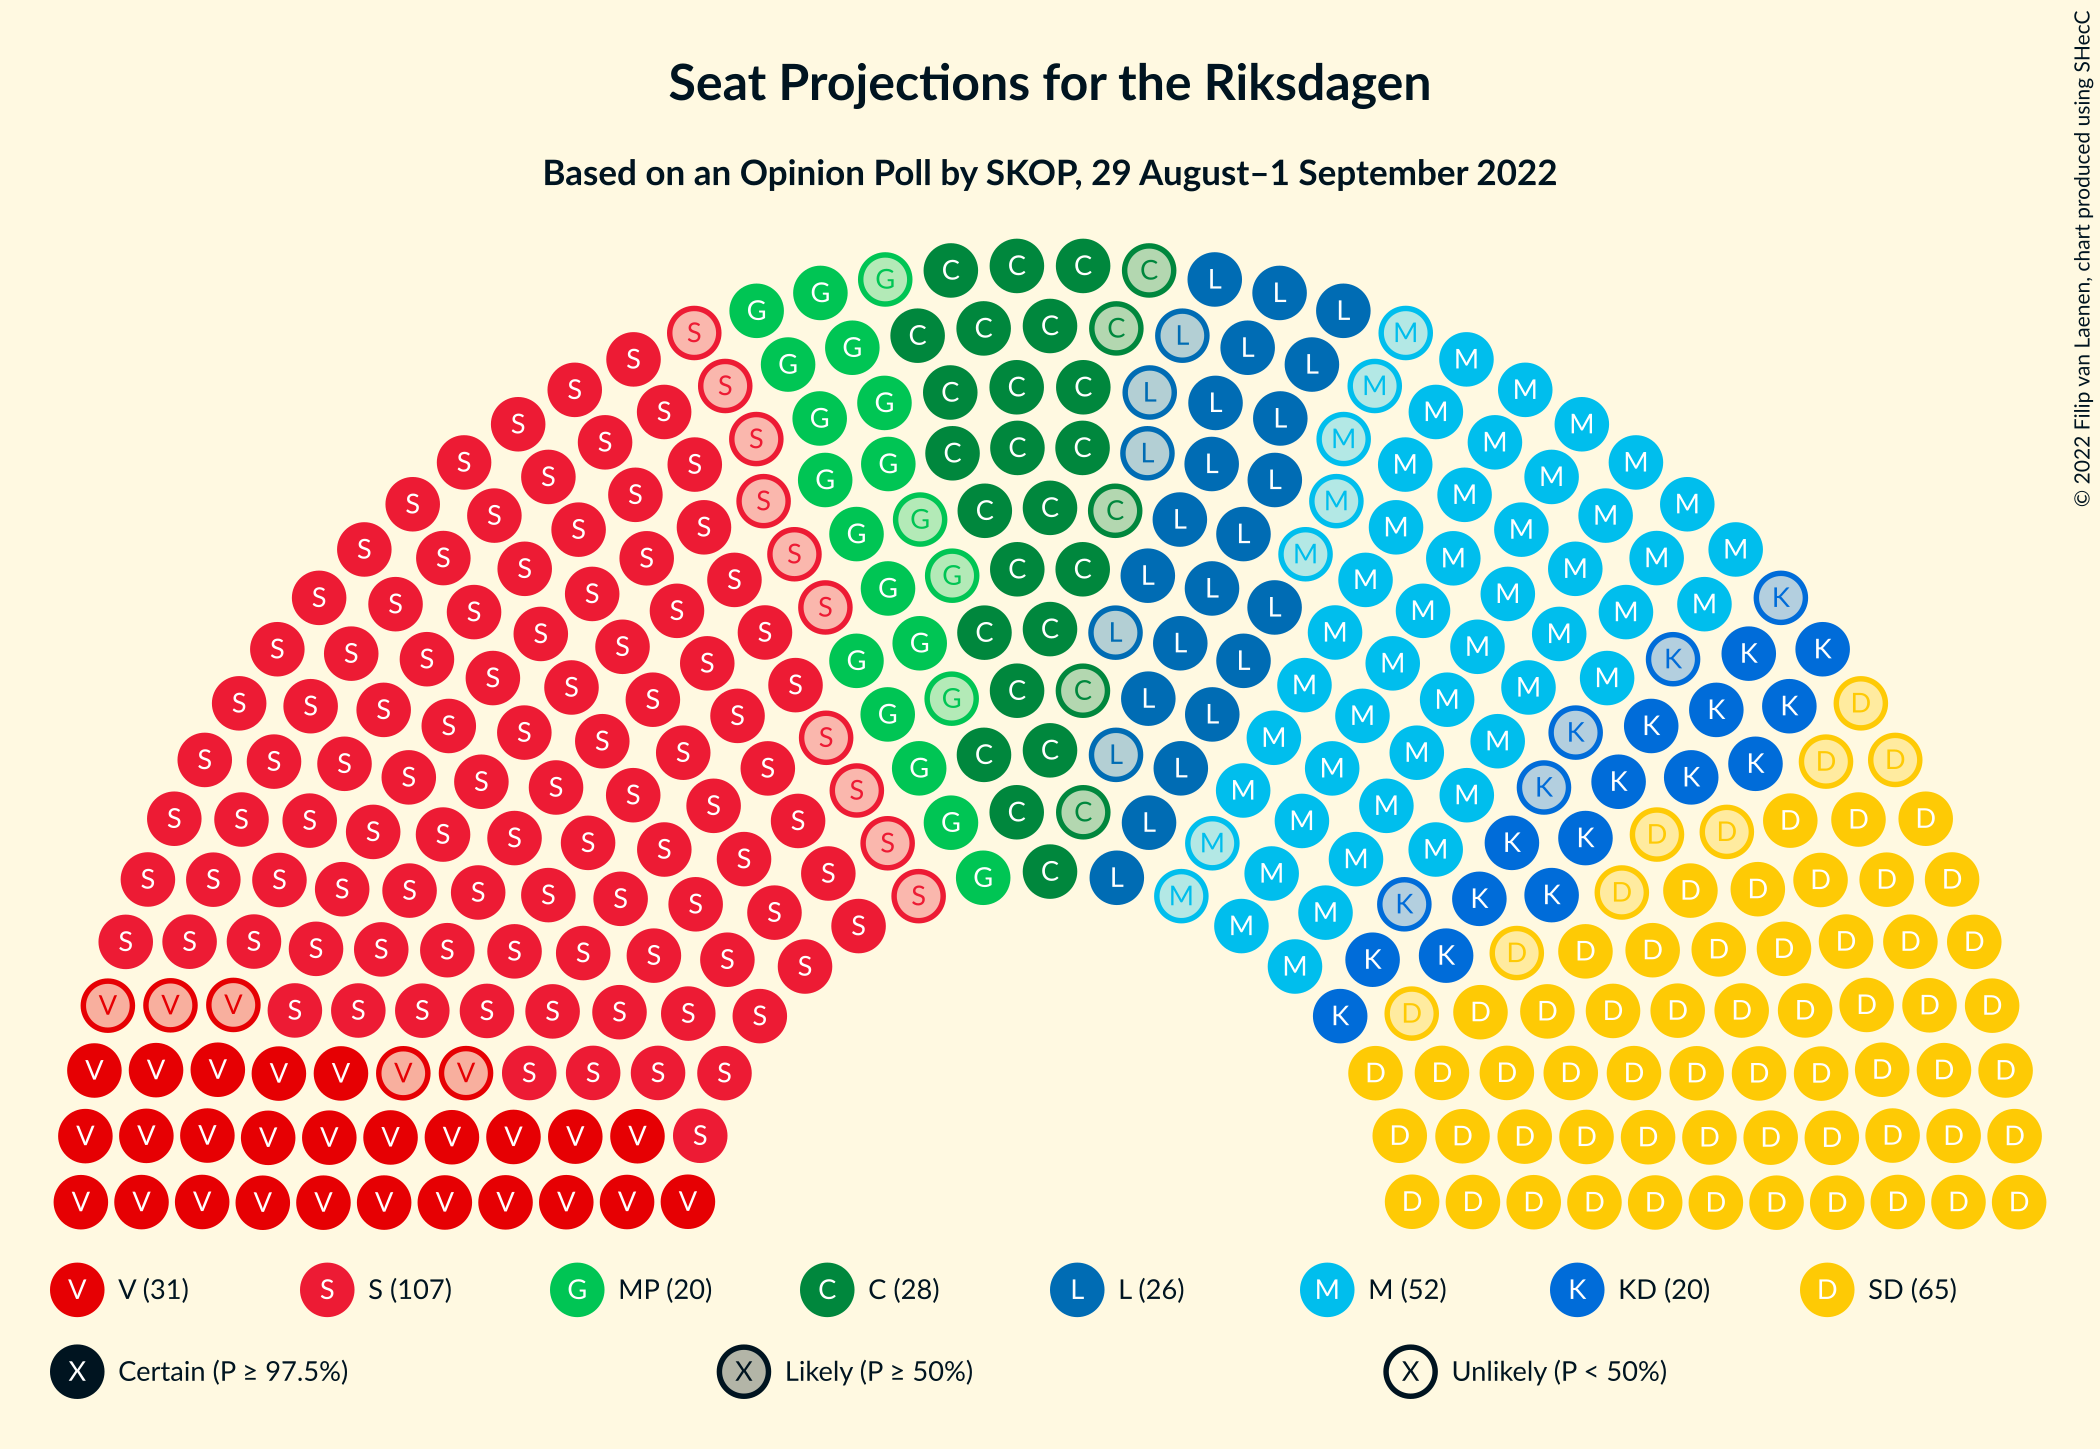 Seat Projections for the Riksdagen
Based on an Opinion Poll by SKOP, 29 August–1 September 2022
© 2022 Filip van Laenen, chart produced using SHecC
V V (31) S S (107) G MP (20) C C (28) L L (26) M M (52) K KD (20) D SD (65)
X Certain (P ≥ 97.5%) X Likely (P ≥ 50%) X Unlikely (P < 50%)